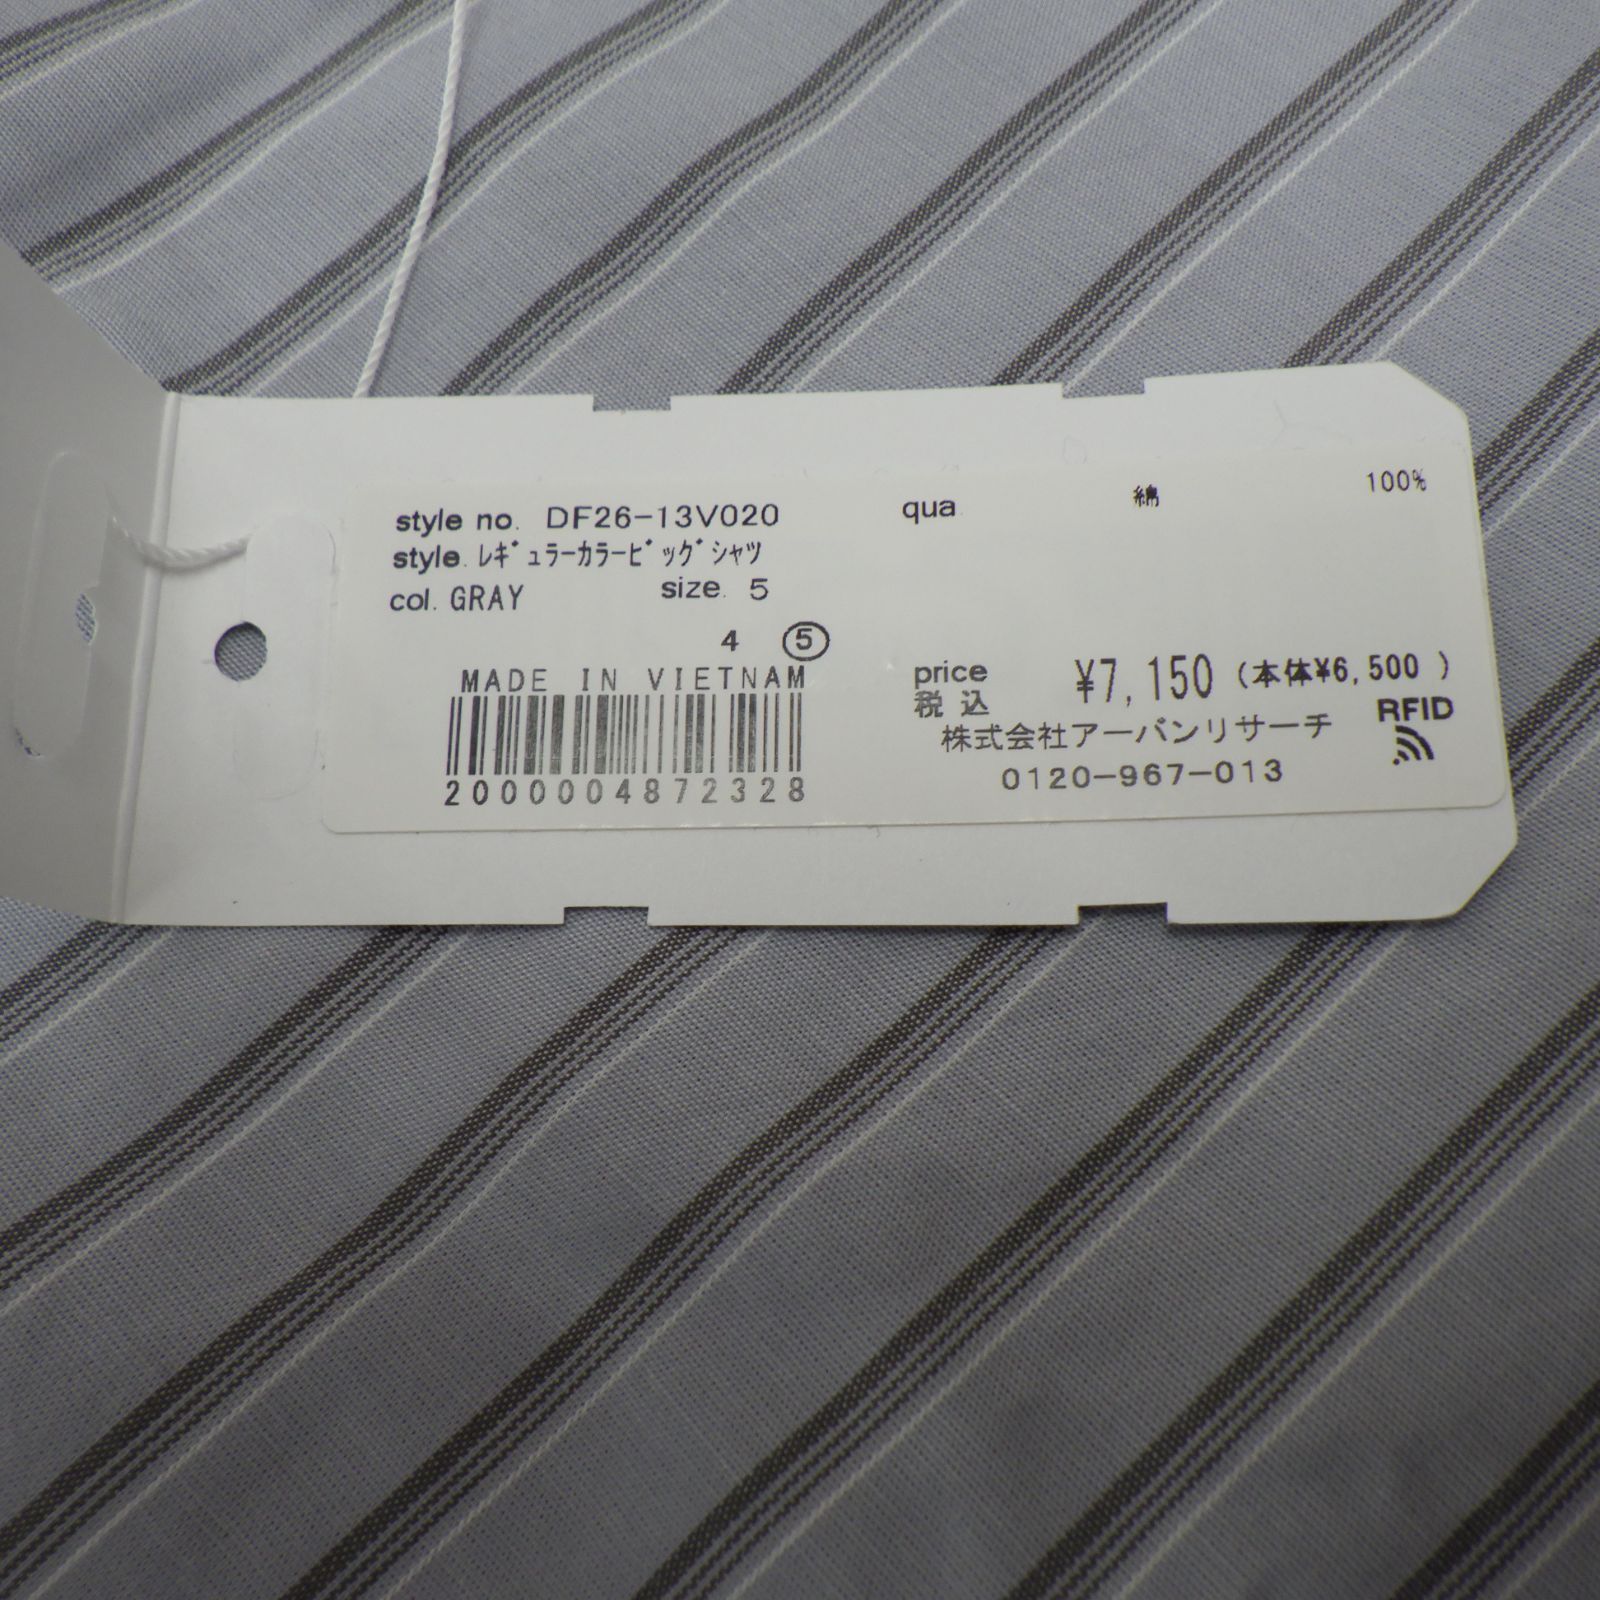 style no. DF26-13V020
style. ﾚｷﾞｭﾗｰｶﾗｰﾋﾞｯｸﾞｼｬﾂ
col. GRAY size. 5
4 ⑤
MADE IN VIETNAM
2000004872328
qua. 綿 100%
price ¥7,150 (本体¥6,500 )
税込
株式会社アーバンリサーチ
RFID
0120-967-013